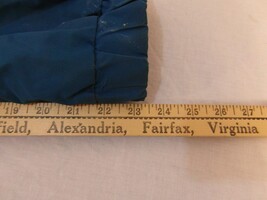 19 20 21 22 23 24 25 26 27
field, Alexandria, Fairfax, Virginia